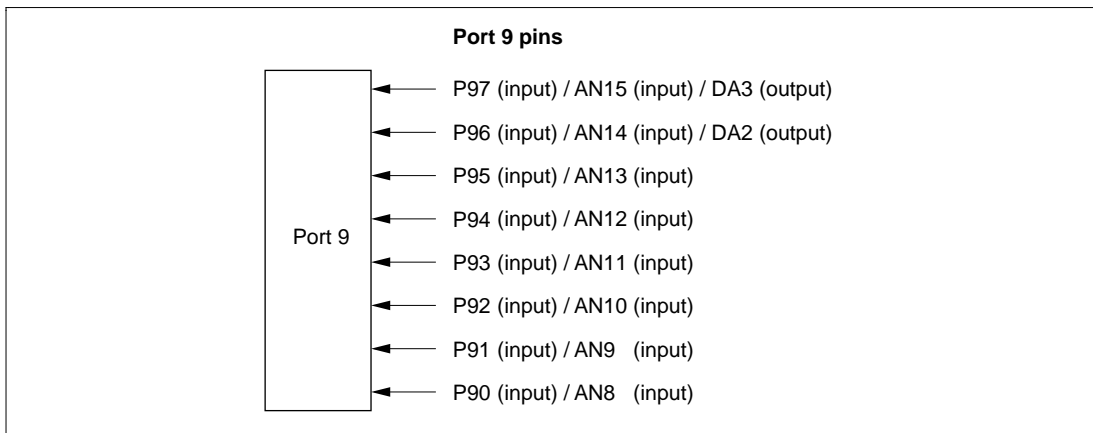 Port 9 pins
P97 (input) / AN15 (input) / DA3 (output)
P96 (input) / AN14 (input) / DA2 (output)
P95 (input) / AN13 (input)
P94 (input) / AN12 (input)
Port 9
P93 (input) / AN11 (input)
P92 (input) / AN10 (input)
P91 (input) / AN9 (input)
P90 (input) / AN8 (input)